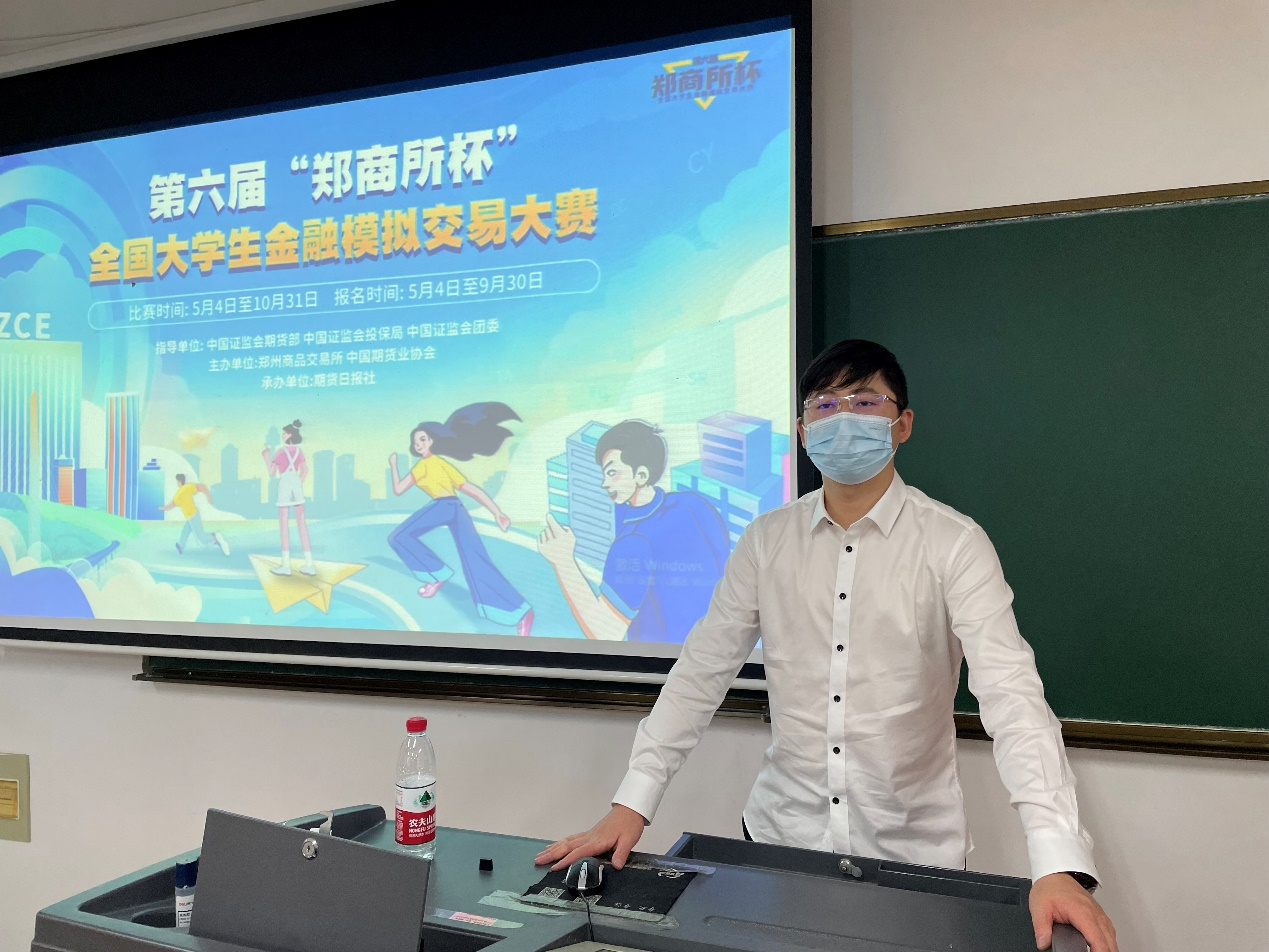 第六届
郑商所杯
第六届“郑商所杯”
全国大学生金融模拟交易大赛
比赛时间: 5月4日至10月31日 报名时间: 5月4日至9月30日
指导单位: 中国证监会期货部 中国证监会投保局 中国证监会团委
主办单位:郑州商品交易所 中国期货业协会
承办单位:期货日报社
ZCE
激活 Windows
农夫山
NONGFU SP